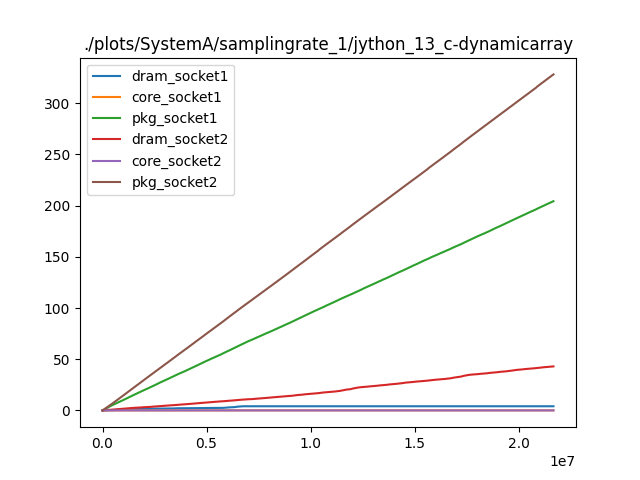 ./plots/SystemA/samplingrate_1/jython_13_c-dynamicarray
dram_socket1
core_socket1
pkg_socket1
dram_socket2
core_socket2
pkg_socket2
300
250
200
150
100
50
0
0.0 0.5 1.0 1.5 2.0
1e7